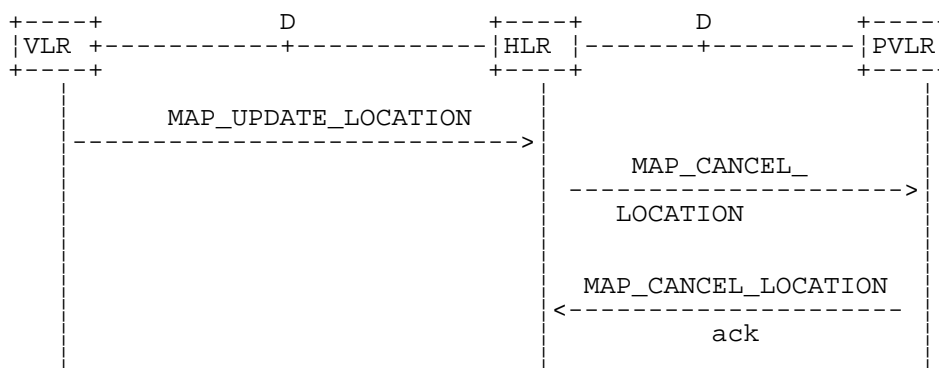 D D
VLR HLR PVLR
MAP_UPDATE_LOCATION
MAP_CANCEL_
LOCATION
MAP_CANCEL_LOCATION
ack